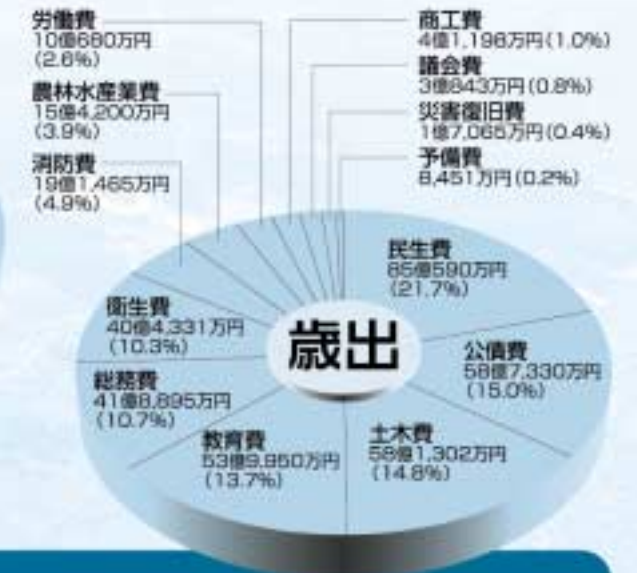 労働費
10億680万円
(2.6%)
農林水産業費
15億4,200万円
(3.9%)
消防費
19億1,465万円
(4.9%)
商工費
4億1,198万円(1.0%)
議会費
3億843万円(0.8%)
災害復旧費
1億7,065万円(0.4%)
予備費
8,451万円(0.2%)
民生費
85億590万円
(21.7%)
公債費
58億7,330万円
(15.0%)
土木費
58億1,302万円
(14.8%)
教育費
53億9,850万円
(13.7%)
総務費
41億8,895万円
(10.7%)
衛生費
40億4,331万円
(10.3%)
歳出